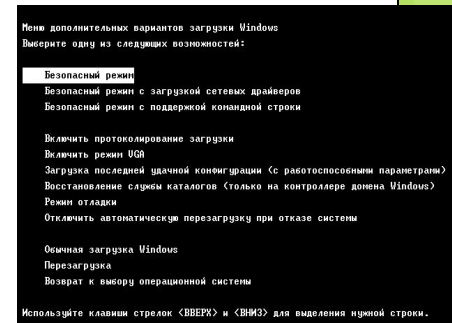 Меню дополнительных вариантов загрузки Windows
Выберите одну из следующих возможностей:
Безопасный режим
Безопасный режим с загрузкой сетевых драйверов
Безопасный режим с поддержкой командной строки
Включить протоколирование загрузки
Включить режим VGA
Загрузка последней удачной конфигурации (с работоспособными параметрами)
Восстановление службы каталогов (только на контроллере домена Windows)
Режим отладки
Отключить автоматическую перезагрузку при отказе системы
Обычная загрузка Windows
Перезагрузка
Возврат к выбору операционной системы
Используйте клавиши стрелок <ВВЕРХ> и <ВНИЗ> для выделения нужной строки.